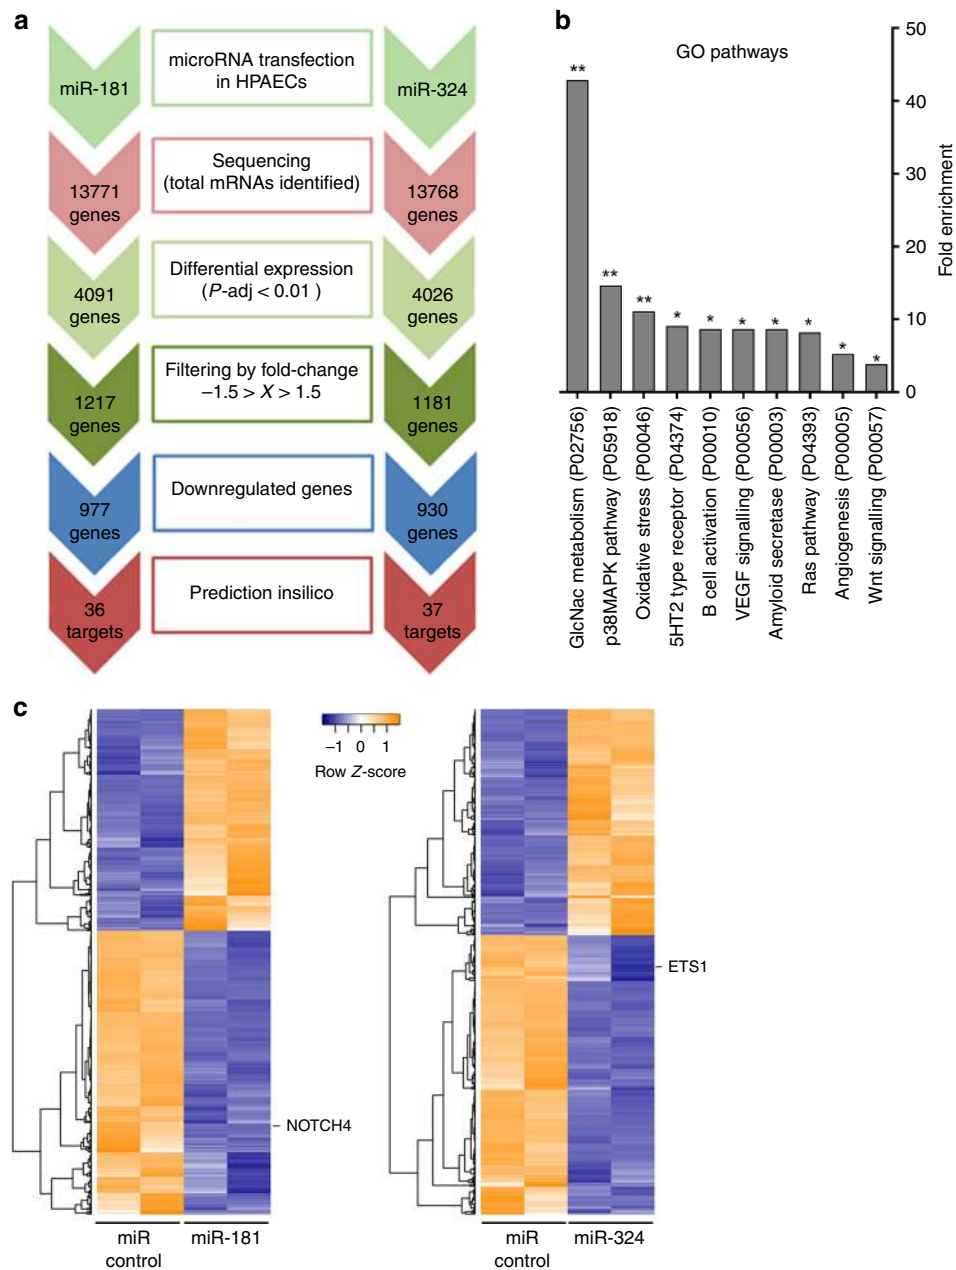 a
miR-181
microRNA transfection
in HPAECs
miR-324
13771
genes
Sequencing
(total mRNAs identified)
13768
genes
4091
genes
Differential expression
(P-adj < 0.01 )
4026
genes
1217
genes
Filtering by fold-change
−1.5 > X > 1.5
1181
genes
977
genes
Downregulated genes
930
genes
36
targets
Prediction insilico
37
targets
b
GO pathways
50
40
30
20
10
0
Fold enrichment
**
**
**
*
*
*
*
*
*
*
GlcNac metabolism (P02756)
p38MAPK pathway (P05918)
Oxidative stress (P00046)
5HT2 type receptor (P04374)
B cell activation (P00010)
VEGF signalling (P00056)
Amyloid secretase (P00003)
Ras pathway (P04393)
Angiogenesis (P00005)
Wnt signalling (P00057)
c
−1 0 1
Row Z-score
NOTCH4
miR
control
miR-181
ETS1
miR
control
miR-324